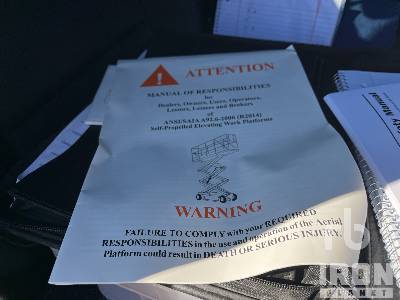 ATTENTION
MANUAL OF RESPONSIBILITIES
for
Dealers, Owners, Users, Operators,
Lessors, Lessees and Brokers
of
ANSI/SAIA A92.6-2006 (R2014)
Self-Propelled Elevating Work Platforms
WARNING
FAILURE TO COMPLY with your REQUIRED
RESPONSIBILITIES in the use and operation of the Aerial
Platform could result in DEATH OR SERIOUS INJURY.
Manual
rb
IRON
PLANET